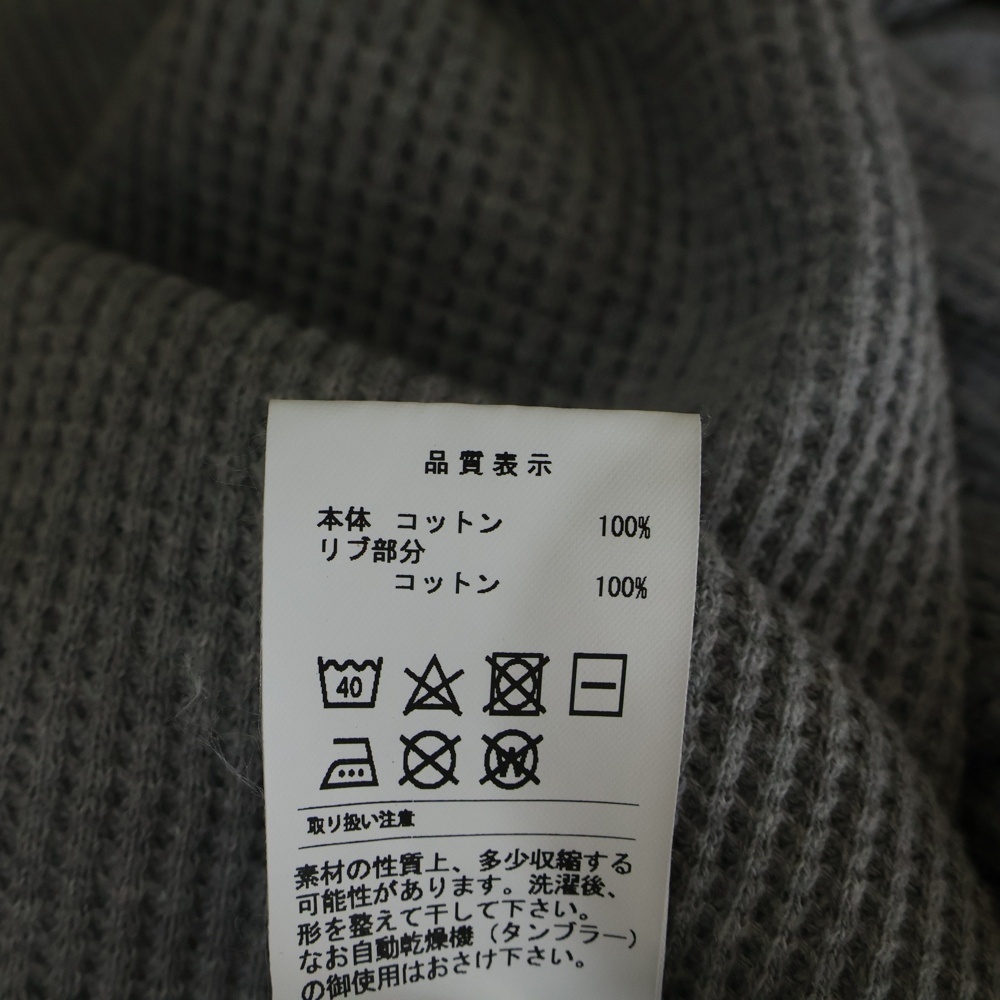 品質表示
本体 コットン 100%
リブ部分
コットン 100%
40
W
取り扱い注意
素材の性質上、多少収縮する
可能性があります。洗濯後、
形を整えて干して下さい。
なお自動乾燥機（タンブラー）
の御使用はおさけ下さい。